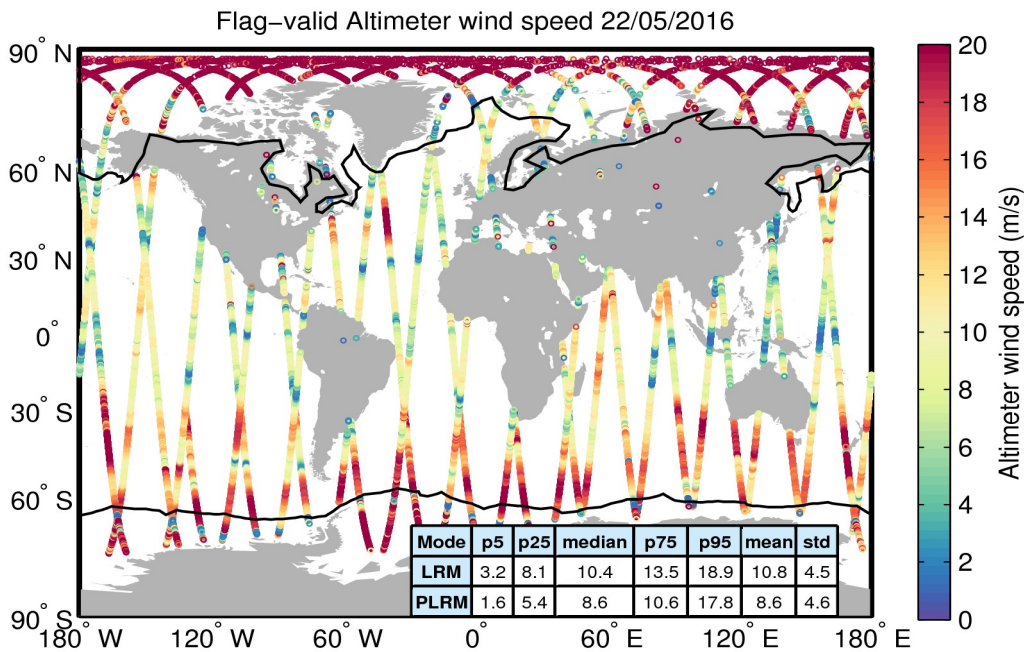 Flag−valid Altimeter wind speed 22/05/2016
90° N
60° N
30° N
0°
30° S
60° S
90° S
180° W
120° W
60° W
0°
60° E
120° E
180° E
Mode p5 p25 median p75 p95 mean std
LRM 3.2 8.1 10.4 13.5 18.9 10.8 4.5
PLRM 1.6 5.4 8.6 10.6 17.8 8.6 4.6
20
18
16
14
12
10
8
6
4
2
0
Altimeter wind speed (m/s)